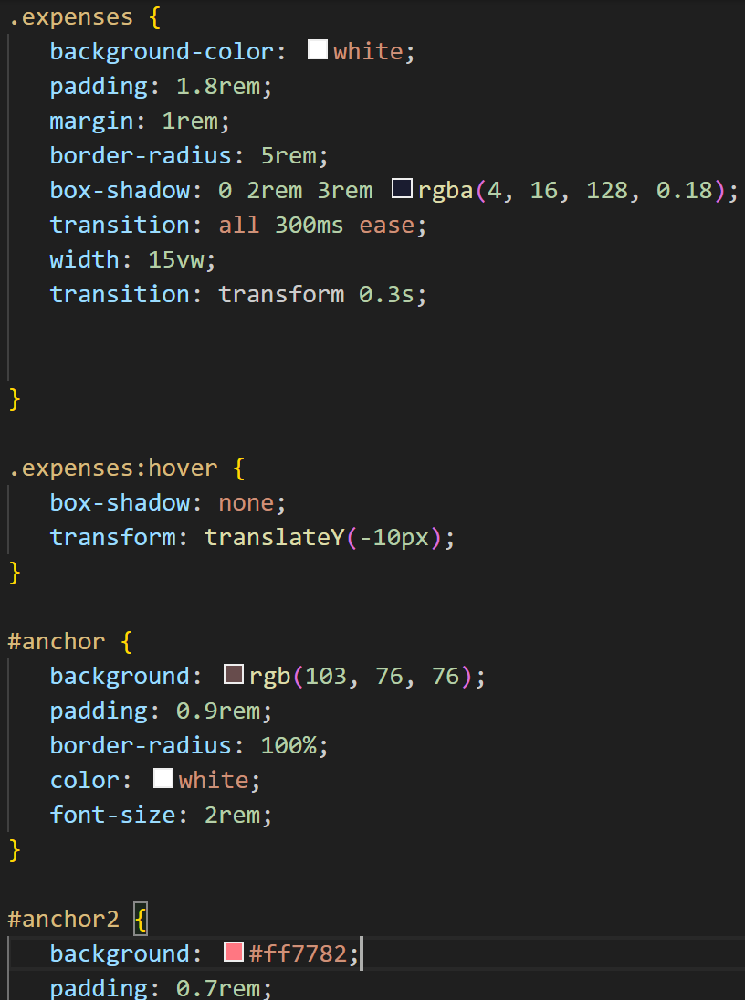 .expenses {
background-color: white;
padding: 1.8rem;
margin: 1rem;
border-radius: 5rem;
box-shadow: 0 2rem 3rem rgba(4, 16, 128, 0.18);
transition: all 300ms ease;
width: 15vw;
transition: transform 0.3s;
}
.expenses:hover {
box-shadow: none;
transform: translateY(-10px);
}
#anchor {
background: rgb(103, 76, 76);
padding: 0.9rem;
border-radius: 100%;
color: white;
font-size: 2rem;
}
#anchor2 {
background: #ff7782;
padding: 0.7rem;